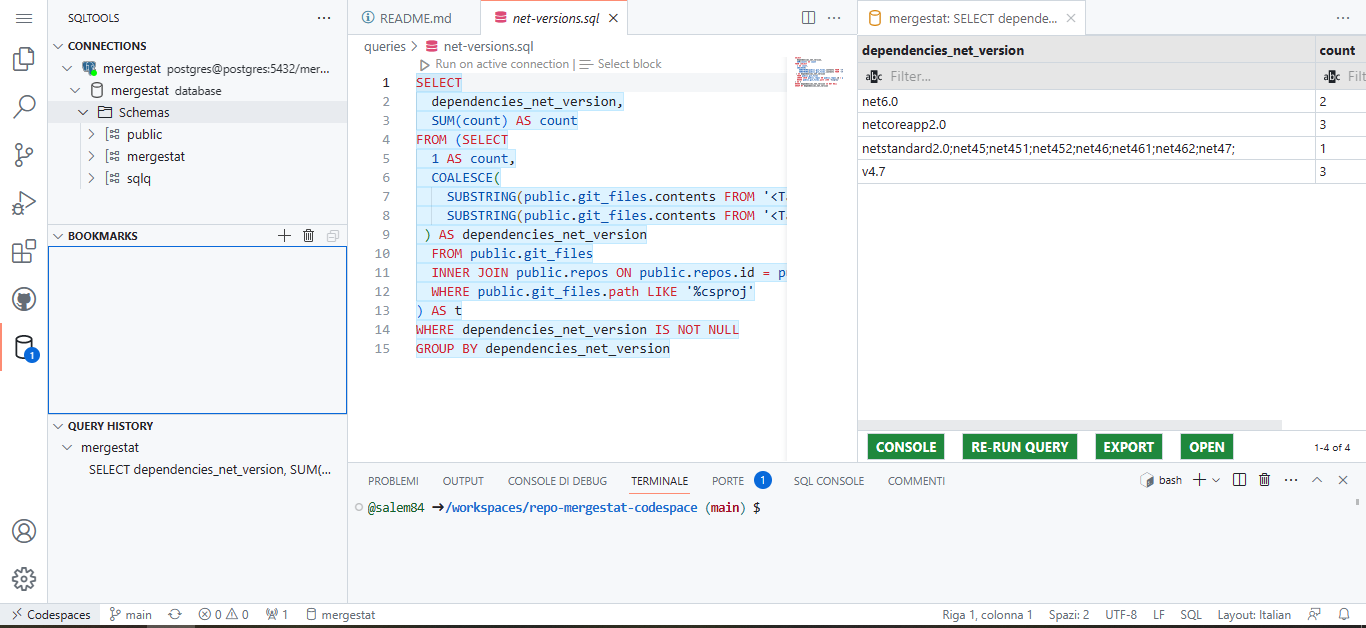 SQLTOOLS
CONNECTIONS
mergestat postgres@postgres:5432/mer...
mergestat database
Schemas
public
mergestat
sqlq
BOOKMARKS
QUERY HISTORY
mergestat
SELECT dependencies_net_version, SUM(...
1
README.md
net-versions.sql
queries > net-versions.sql
Run on active connection | Select block
1 SELECT
2 dependencies_net_version,
3 SUM(count) AS count
4 FROM (SELECT
5 1 AS count,
6 COALESCE(
7 SUBSTRING(public.git_files.contents FROM '<T
8 SUBSTRING(public.git_files.contents FROM '<T
9 ) AS dependencies_net_version
10 FROM public.git_files
11 INNER JOIN public.repos ON public.repos.id = p
12 WHERE public.git_files.path LIKE '%csproj'
13 ) AS t
14 WHERE dependencies_net_version IS NOT NULL
15 GROUP BY dependencies_net_version
mergestat: SELECT depende...
dependencies_net_version count
abc Filter... abc Filt
net6.0 2
netcoreapp2.0 3
netstandard2.0;net45;net451;net452;net46;net461;net462;net47; 1
v4.7 3
CONSOLE RE-RUN QUERY EXPORT OPEN 1-4 of 4
PROBLEMI OUTPUT CONSOLE DI DEBUG TERMINALE PORTE 1 SQL CONSOLE COMMENTI bash
@salem84 ➜/workspaces/repo-mergestat-codespace (main) $
Codespaces main 0 0 1 mergestat Riga 1, colonna 1 Spazi: 2 UTF-8 LF SQL Layout: Italian